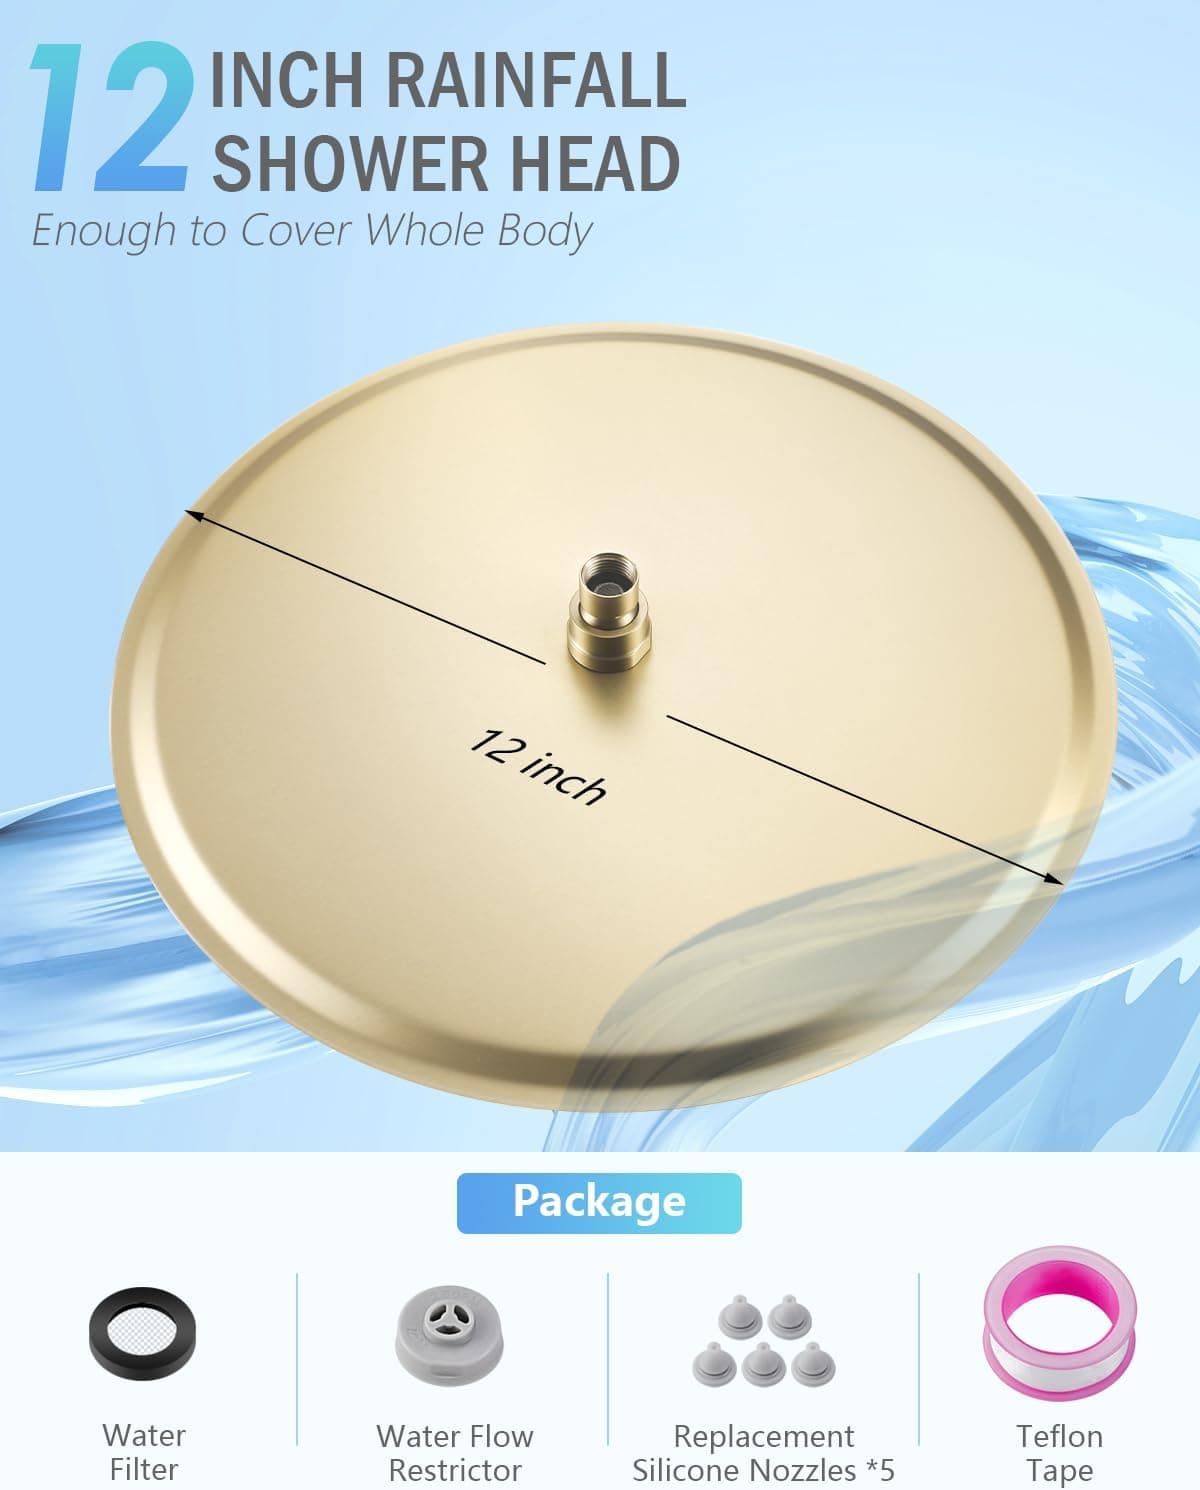 12 INCH RAINFALL
SHOWER HEAD
Enough to Cover Whole Body
12 inch
Package
Water
Filter
Water Flow
Restrictor
Replacement
Silicone Nozzles *5
Teflon
Tape